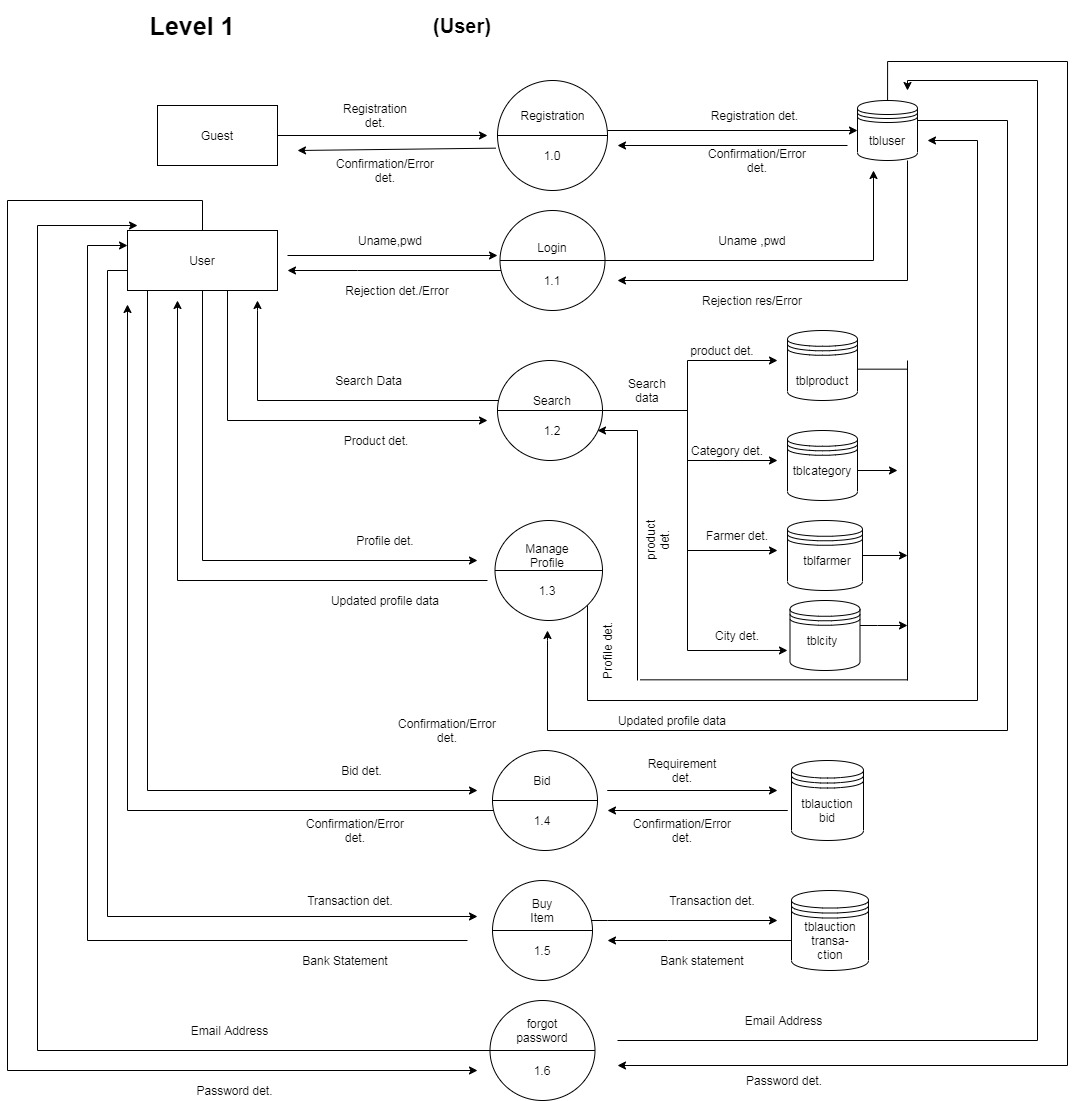 Level 1
(User)
Guest
Registration
det.
Confirmation/Error
det.
Registration
1.0
Registration det.
Confirmation/Error
det.
tbluser
User
Uname,pwd
Rejection det./Error
Login
1.1
Uname ,pwd
Rejection res/Error
Search Data
Product det.
Search
1.2
Search
data
product det.
tblproduct
Category det.
tblcategory
Farmer det.
tblfarmer
City det.
tblcity
product
det.
Profile det.
Updated profile data
Manage
Profile
1.3
Profile det.
Updated profile data
Confirmation/Error
det.
Bid det.
Confirmation/Error
det.
Bid
1.4
Requirement
det.
Confirmation/Error
det.
tblauction
bid
Transaction det.
Bank Statement
Buy
Item
1.5
Transaction det.
Bank statement
tblauction
transa-
ction
Email Address
Password det.
forgot
password
1.6
Email Address
Password det.